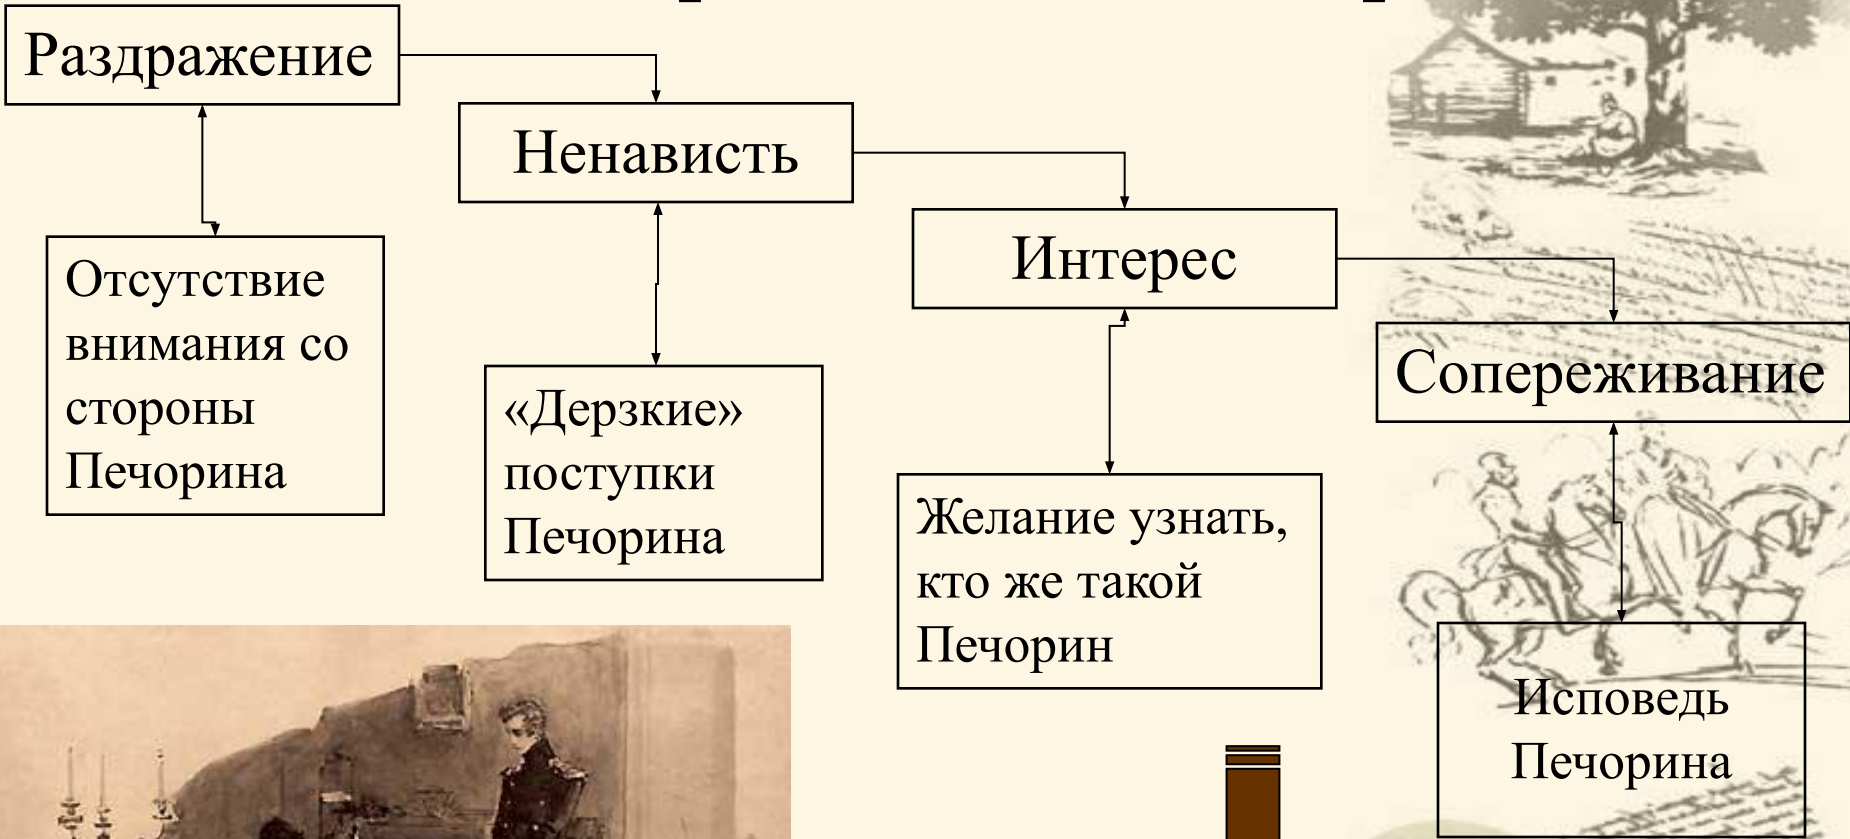 Раздражение
Ненависть
Интерес
Сопереживание
Отсутствие
внимания со
стороны
Печорина
«Дерзкие»
поступки
Печорина
Желание узнать,
кто же такой
Печорин
Исповедь
Печорина